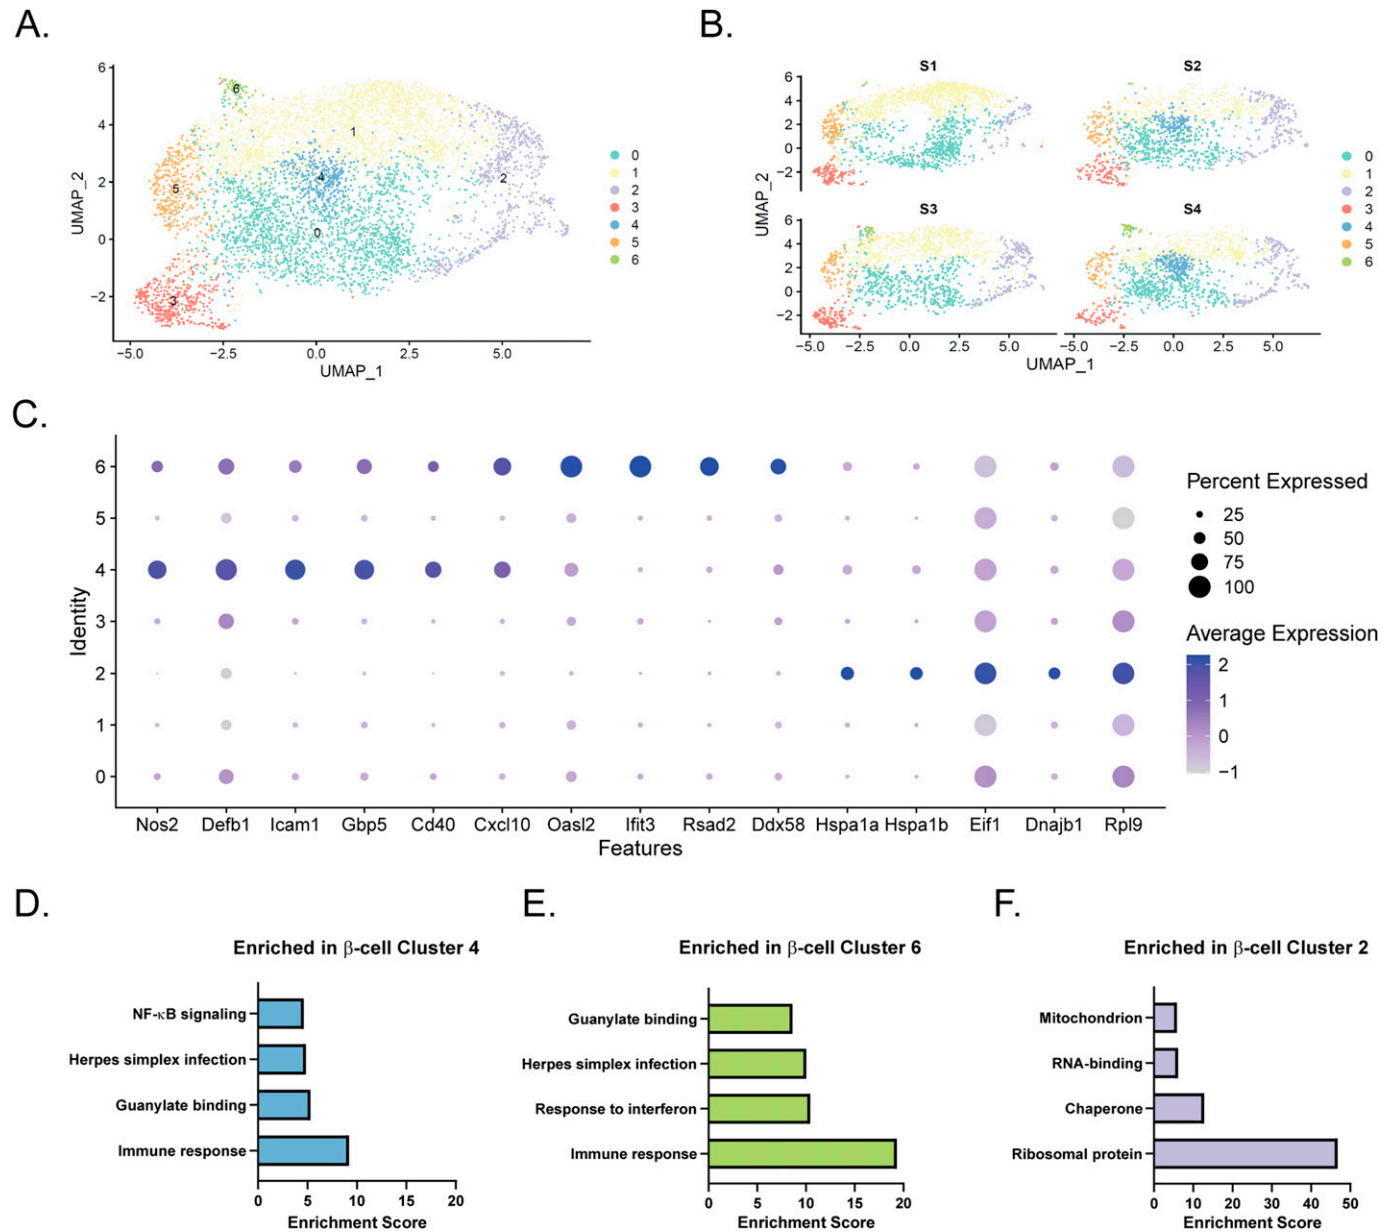 A.
6
4
2
0
−2
UMAP_2
−5.0 −2.5 0.0 2.5 5.0
UMAP_1
6
1
4
2
5
0
3
0
1
2
3
4
5
6
B.
S1 S2
6
4
2
0
−2
S3 S4
6
4
2
0
−2
UMAP_2
−5.0 −2.5 0.0 2.5 5.0 −5.0 −2.5 0.0 2.5 5.0
UMAP_1
0
1
2
3
4
5
6
C.
6
5
4
3
2
1
0
Identity
Nos2 Defb1 Icam1 Gbp5 Cd40 Cxcl10 Oasl2 Ifit3 Rsad2 Ddx58 Hspa1a Hspa1b Eif1 Dnajb1 Rpl9
Features
Percent Expressed
25
50
75
100
Average Expression
2
1
0
−1
D.
Enriched in β-cell Cluster 4
NF-κB signaling
Herpes simplex infection
Guanylate binding
Immune response
0 5 10 15 20
Enrichment Score
E.
Enriched in β-cell Cluster 6
Guanylate binding
Herpes simplex infection
Response to interferon
Immune response
0 5 10 15 20
Enrichment Score
F.
Enriched in β-cell Cluster 2
Mitochondrion
RNA-binding
Chaperone
Ribosomal protein
0 10 20 30 40 50
Enrichment Score